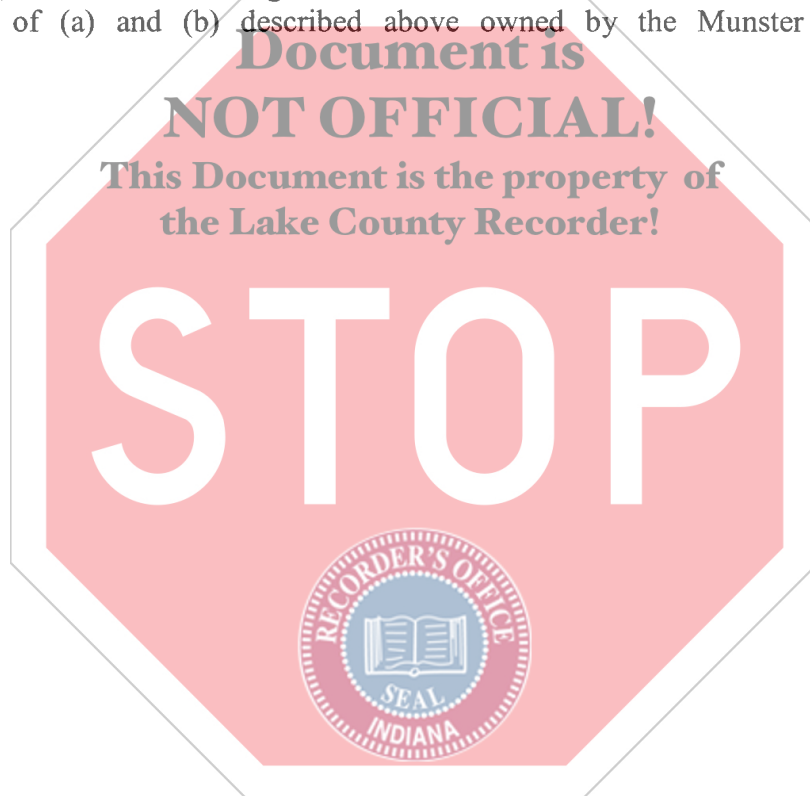 of (a) and (b) described above owned by the Munster
Document is
NOT OFFICIAL!
This Document is the property of
the Lake County Recorder!
STOP
RECORDER'S OFFICE
SEAL
INDIANA